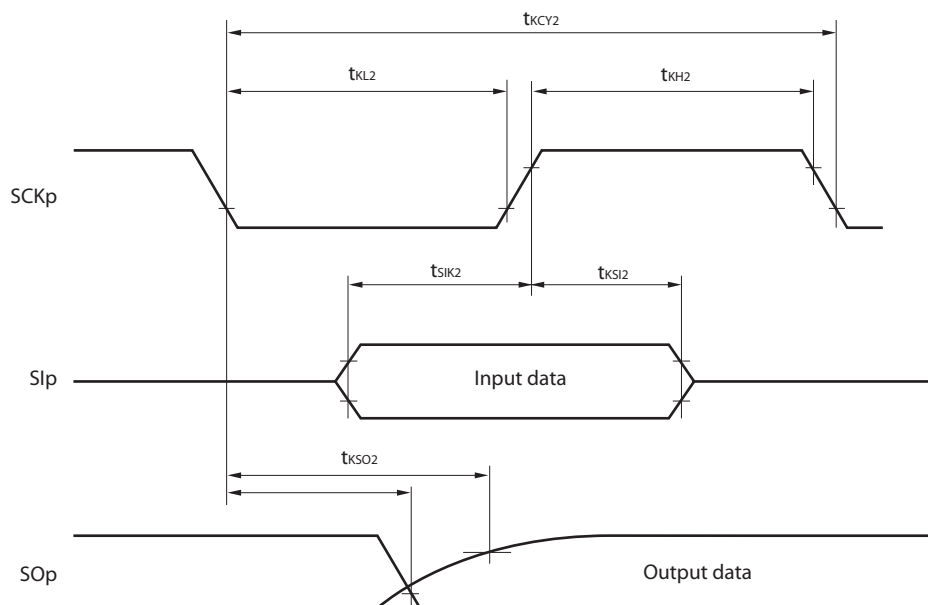 tKCY2
tKL2
tKH2
SCKp
tSIK2
tKSI2
SIp
Input data
tKSO2
SOp
Output data